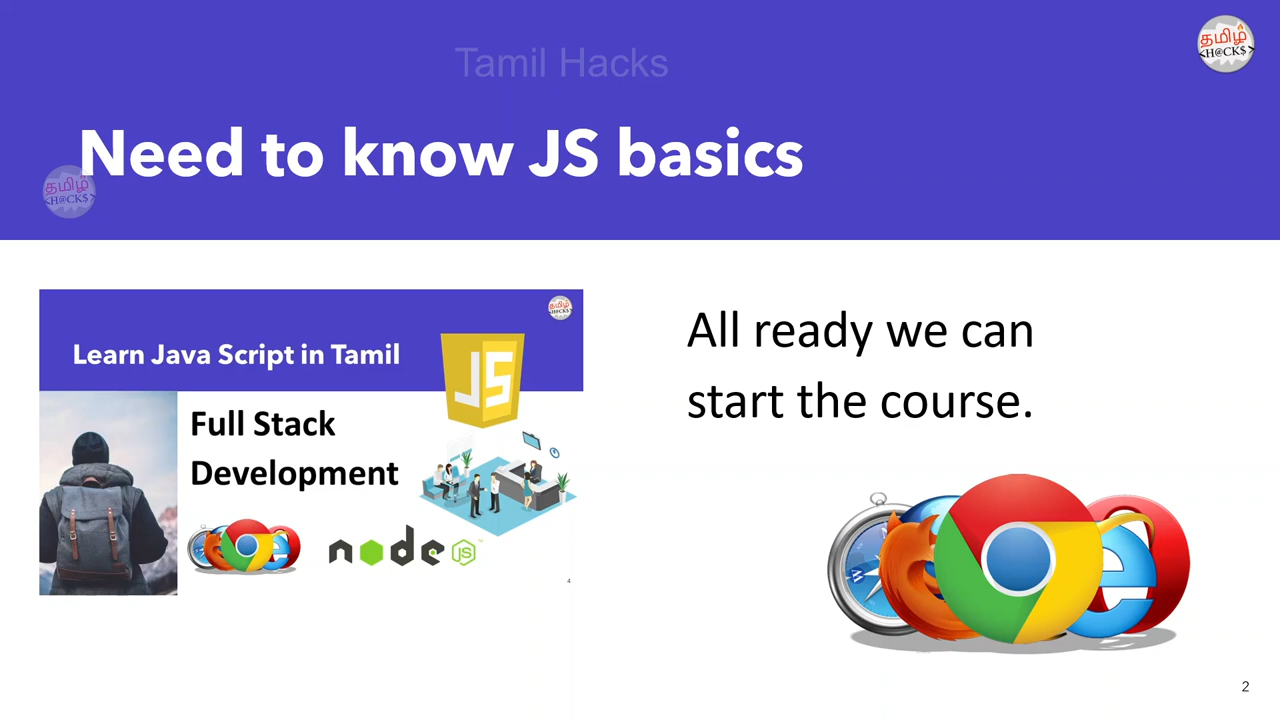 Tamil Hacks
தமிழ்
<H@CK$>
Need to know JS basics
தமிழ்
<H@CK$>
Learn Java Script in Tamil
JS
Full Stack
Development
node
JS
4
All ready we can
start the course.
2